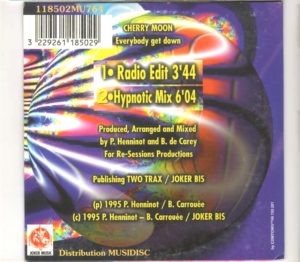 118502MU764
3 229261 185029
CHERRY MOON
Everybody get down
1• Radio Edit 3'44
2• Hypnotic Mix 6'04
Produced, Arranged and Mixed
by P. Henninot and B. de Carey
For Re-Sessions Productions
Publishing TWO TRAX / JOKER BIS
(p) 1995 P. Henninot / B. Carrouée
(c) 1995 P. Henninot – B. Carrouée / JOKER BIS
JOKER MUSIC
Distribution MUSIDISC